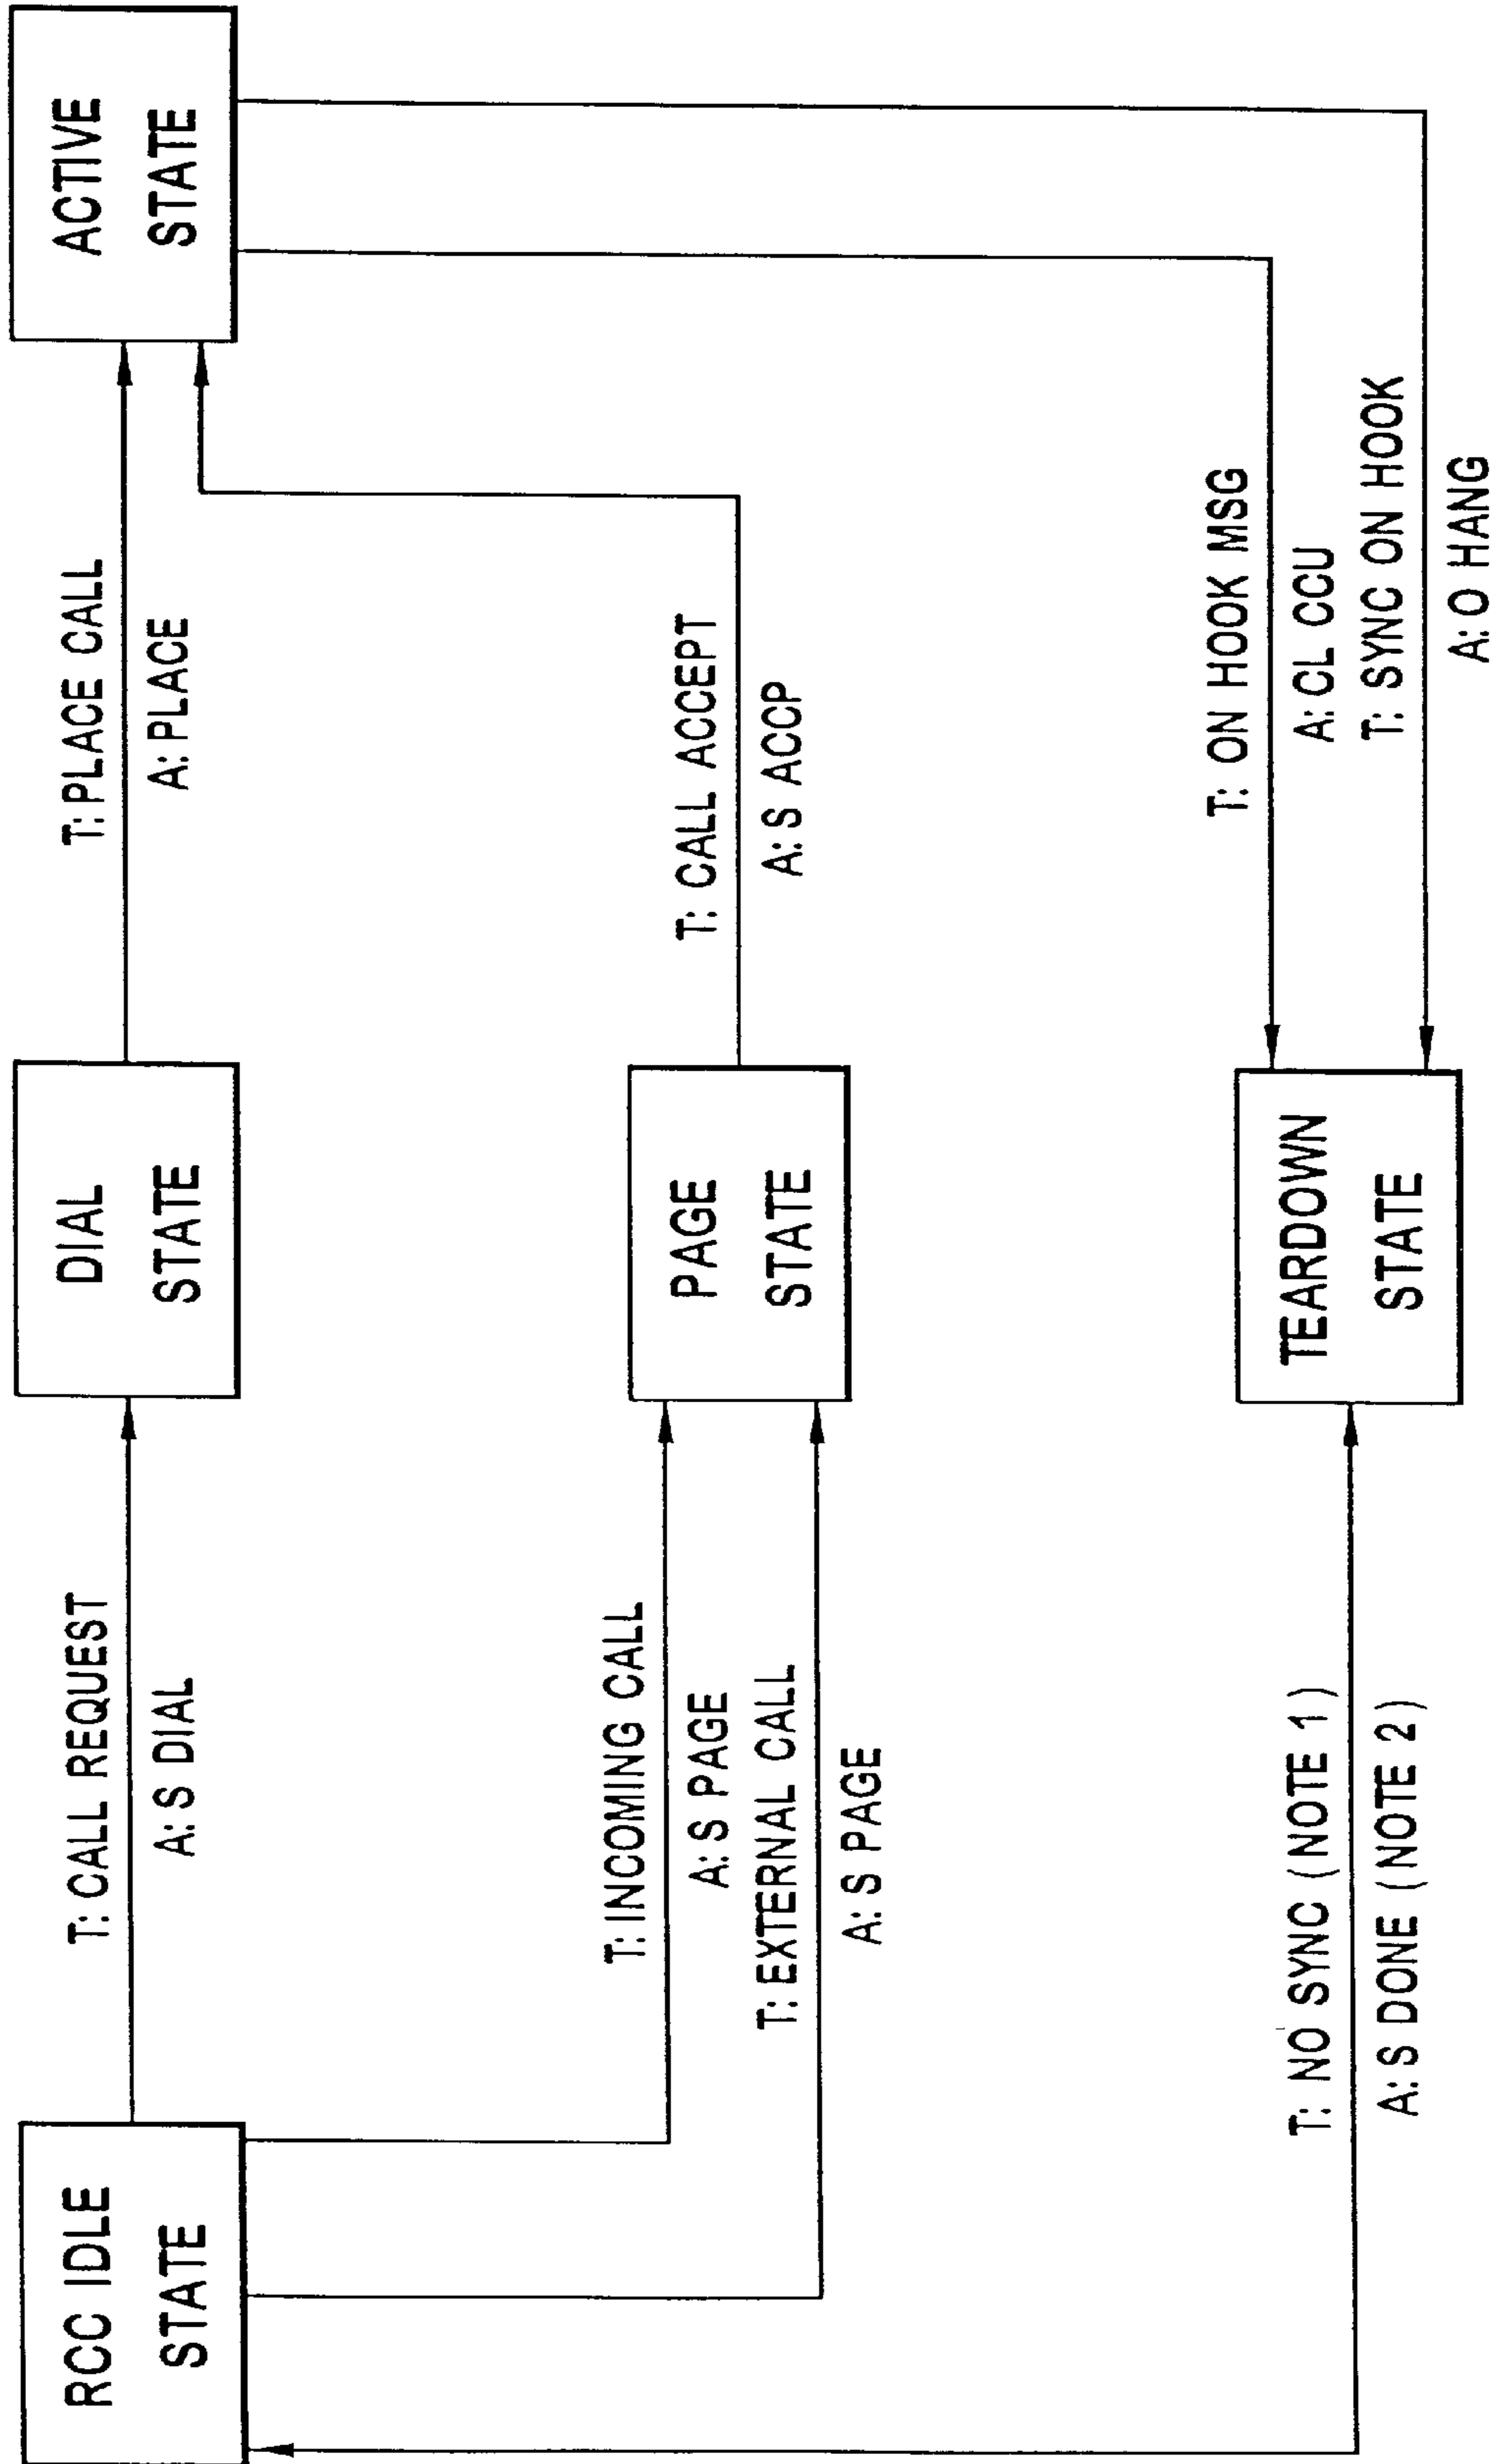 RCC IDLE
STATE
T: CALL REQUEST
A: S DIAL
DIAL
STATE
T: PLACE CALL
A: PLACE
ACTIVE
STATE
T: INCOMING CALL
A: S PAGE
T: EXTERNAL CALL
A: S PAGE
PAGE
STATE
T: CALL ACCEPT
A: S ACCP
T: NO SYNC (NOTE 1)
A: S DONE (NOTE 2)
TEARDOWN
STATE
T: ON HOOK MSG
A: CL CCU
T: SYNC ON HOOK
A: O HANG